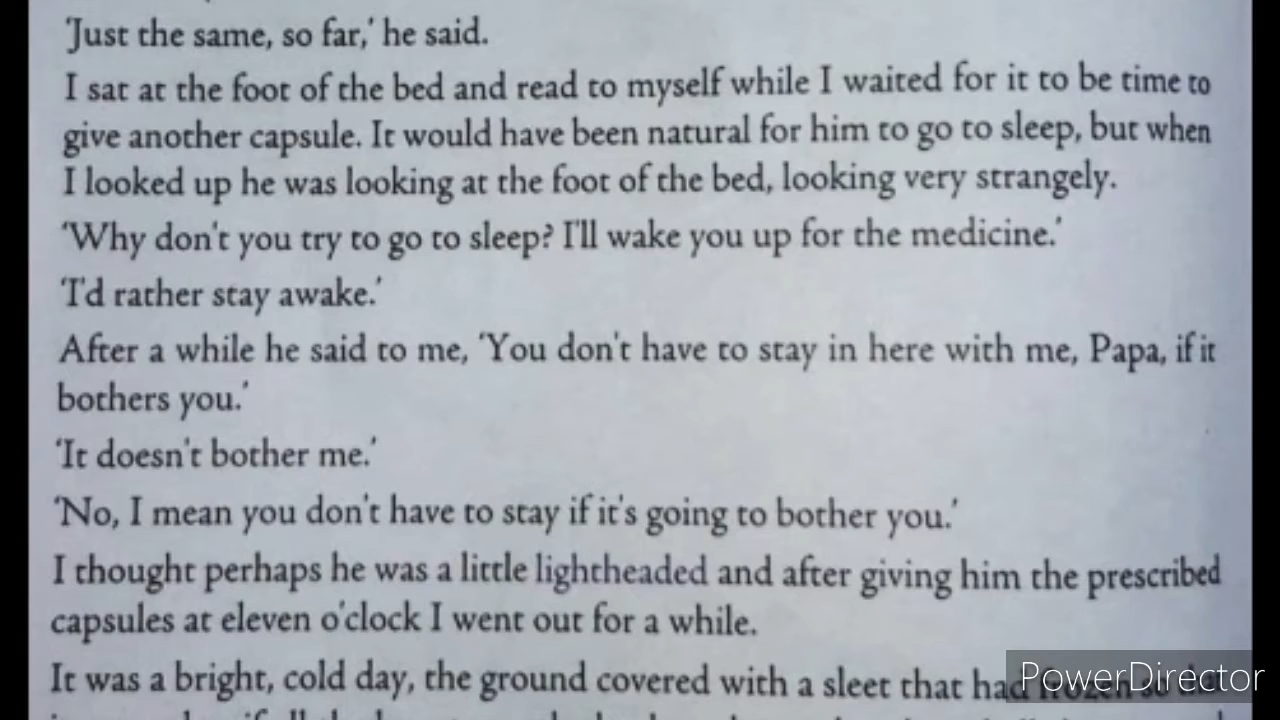 'Just the same, so far,' he said.
I sat at the foot of the bed and read to myself while I waited for it to be time to
give another capsule. It would have been natural for him to go to sleep, but when
I looked up he was looking at the foot of the bed, looking very strangely.
'Why don't you try to go to sleep? I'll wake you up for the medicine.'
'I'd rather stay awake.'
After a while he said to me, 'You don't have to stay in here with me, Papa, if it
bothers you.'
'It doesn't bother me.'
'No, I mean you don't have to stay if it's going to bother you.'
I thought perhaps he was a little lightheaded and after giving him the prescribed
capsules at eleven o'clock I went out for a while.
It was a bright, cold day, the ground covered with a sleet that had frozen so
PowerDirector